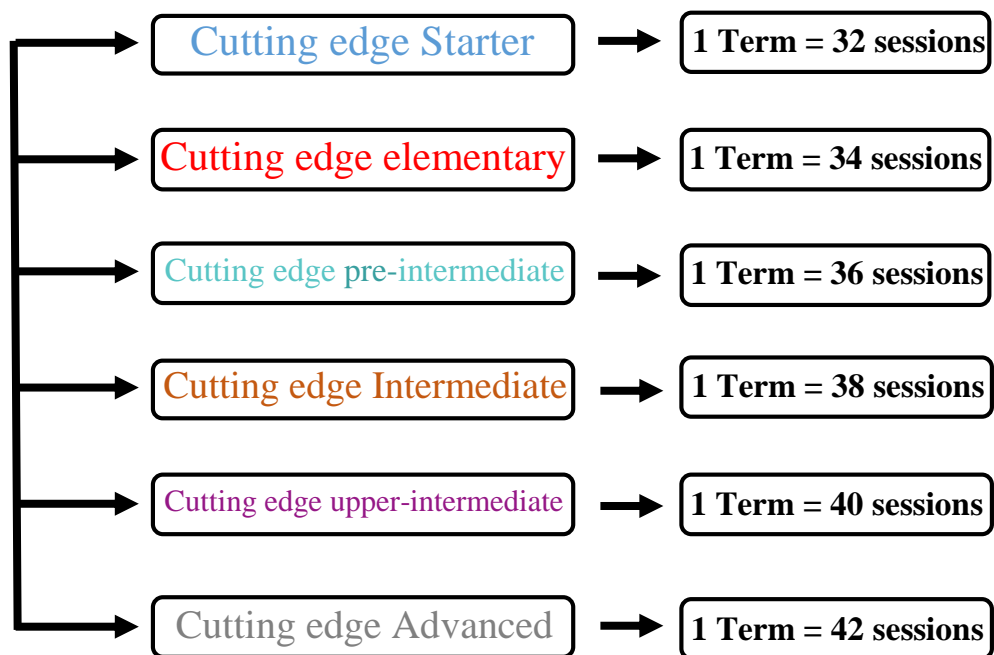 Cutting edge Starter
1 Term = 32 sessions
Cutting edge elementary
1 Term = 34 sessions
Cutting edge pre-intermediate
1 Term = 36 sessions
Cutting edge Intermediate
1 Term = 38 sessions
Cutting edge upper-intermediate
1 Term = 40 sessions
Cutting edge Advanced
1 Term = 42 sessions